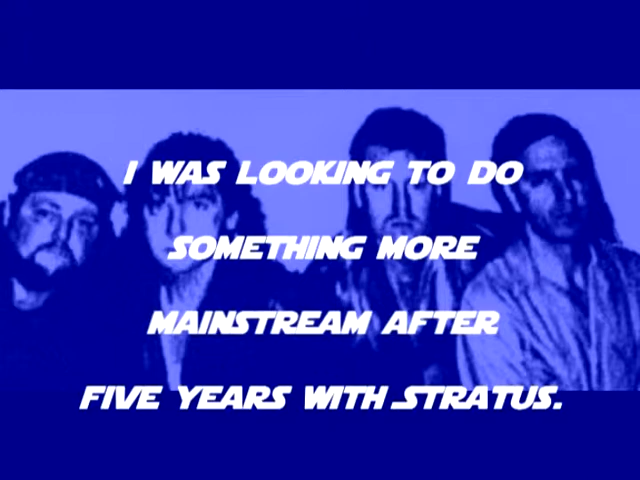 I WAS LOOKING TO DO
SOMETHING MORE
MAINSTREAM AFTER
FIVE YEARS WITH STRATUS.